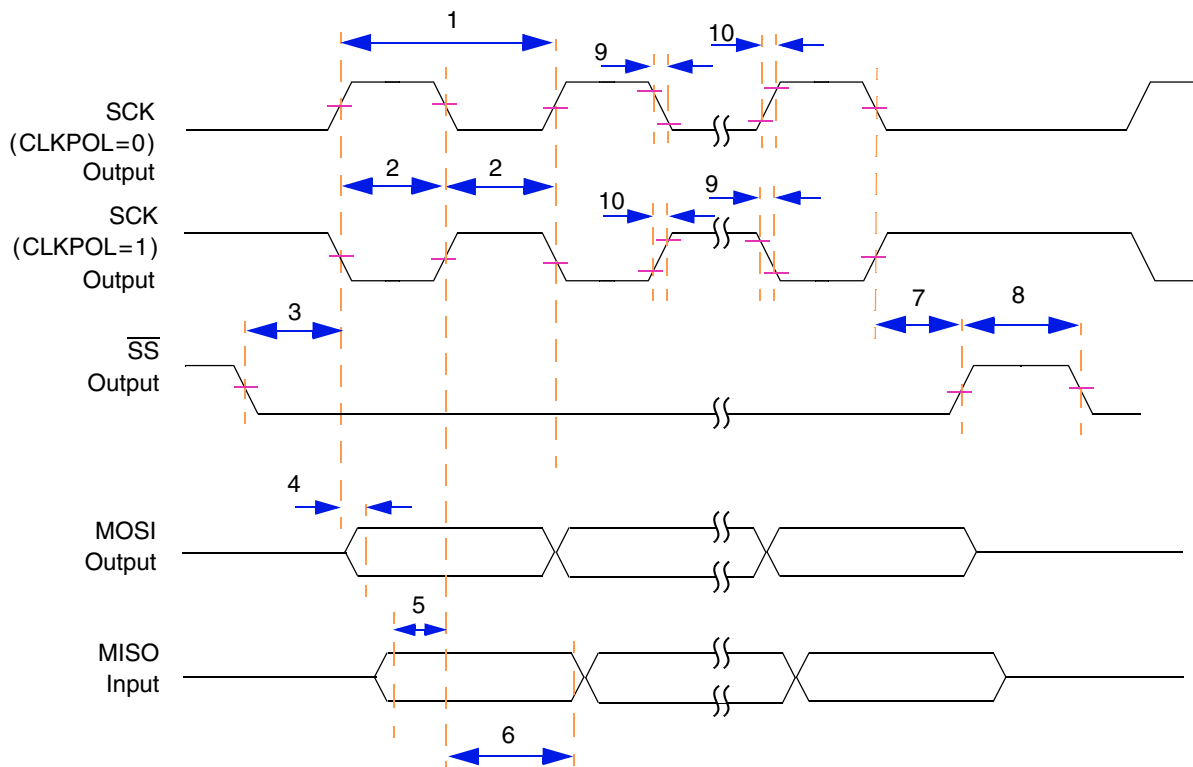 1
9
10
SCK
(CLKPOL=0)
Output
2
2
SCK
(CLKPOL=1)
Output
10
9
3
7
8
SS
Output
4
MOSI
Output
5
MISO
Input
6